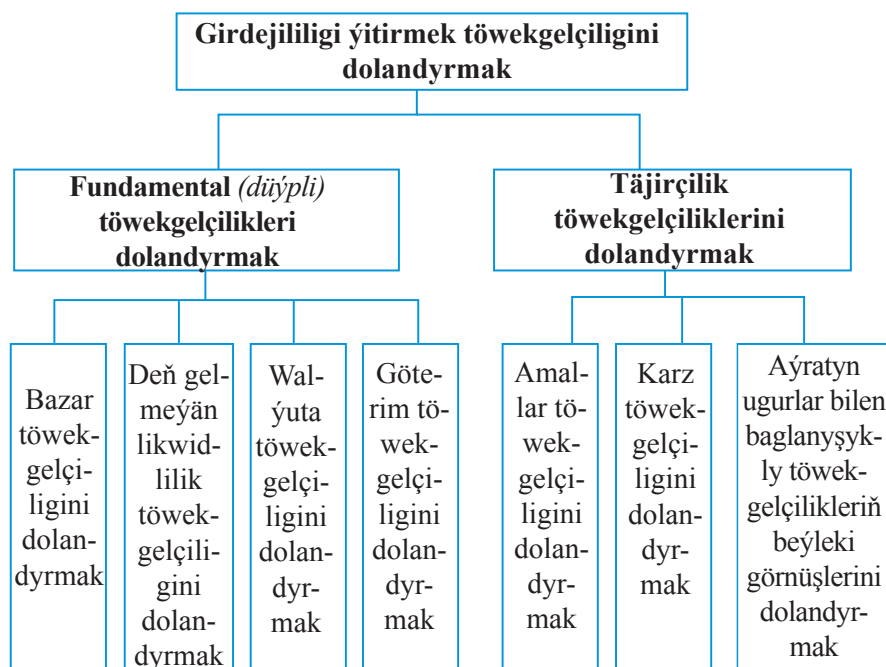 Girdejililigi ýitirmek töwekgelçiligini
dolandyrmak
Fundamental (düýpli)
töwekgelçilikleri
dolandyrmak
Täjirçilik
töwekgelçiliklerini
dolandyrmak
Bazar
töwek-
gelçi-
ligini
dolan-
dyrmak
Deň gel-
meýän
likwid-
lilik
töwek-
gelçili-
gini
dolan-
dyrmak
Wal-
ýuta
töwek-
gelçi-
ligini
dolan-
dyr-
mak
Göte-
rim tö-
wek-
gelçi-
ligini
dolan-
dyr-
mak
Amal-
lar tö-
wek-
gelçi-
ligini
dolan-
dyr-
mak
Karz
töwek-
gelçi-
ligini
dolan-
dyr-
mak
Aýratyn
ugurlar bilen
baglanyşyk-
ly töwek-
gelçilikleriň
beýleki
görnüşlerini
dolandyr-
mak